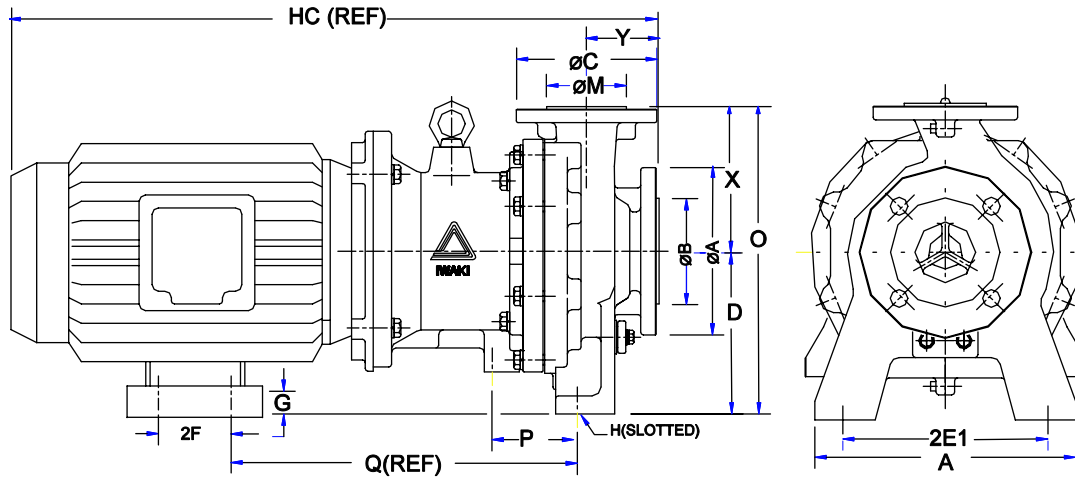 HC (REF)
Y
øC
øM
X
O
øB
øA
IWAKI
D
G
2F
P
H(SLOTTED)
Q(REF)
2E1
A